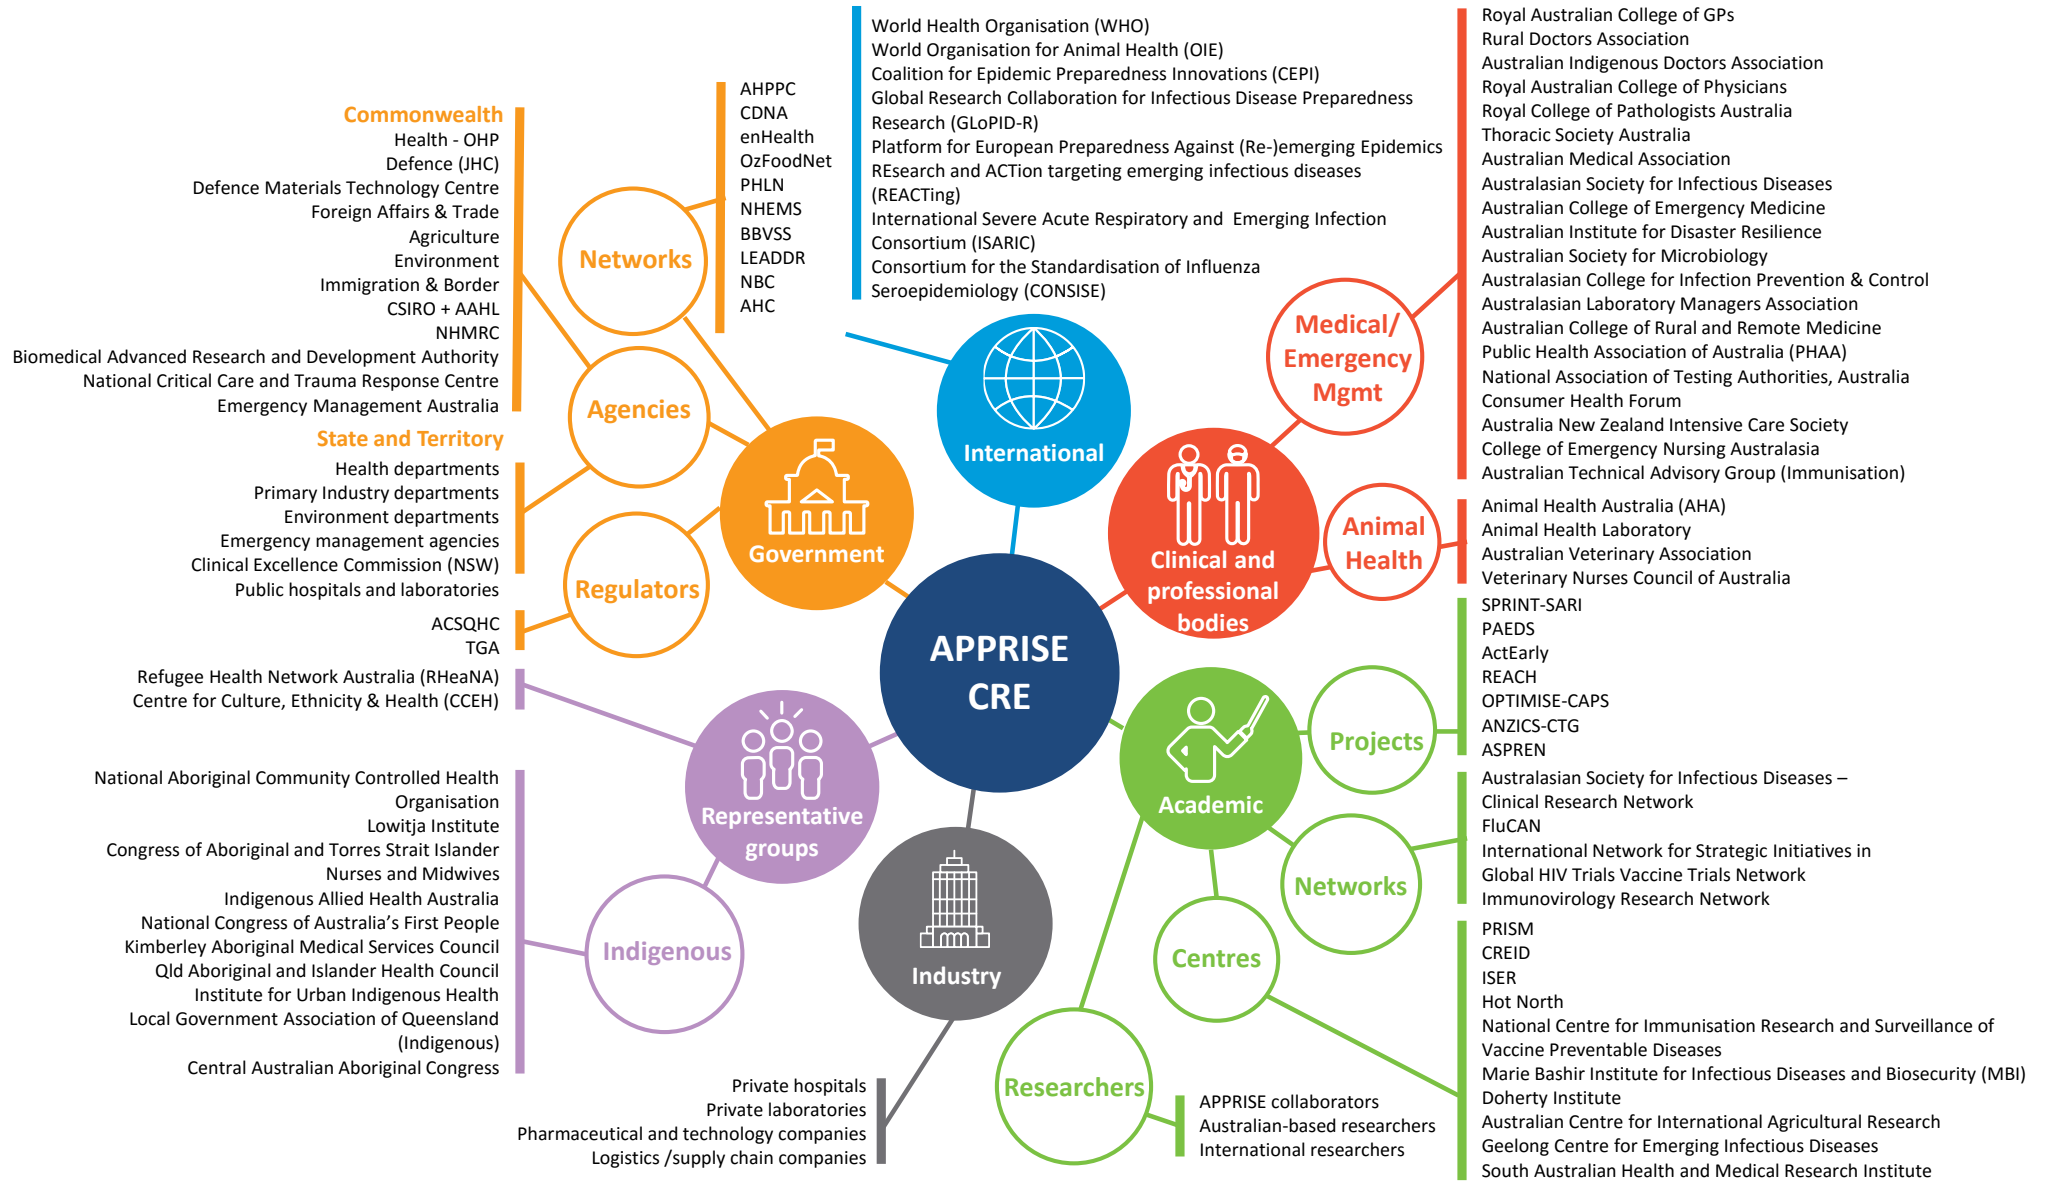 Commonwealth
Health - OHP
Defence (JHC)
Defence Materials Technology Centre
Foreign Affairs & Trade
Agriculture
Environment
Immigration & Border
CSIRO + AAHL
NHMRC
Biomedical Advanced Research and Development Authority
National Critical Care and Trauma Response Centre
Emergency Management Australia
State and Territory
Health departments
Primary Industry departments
Environment departments
Emergency management agencies
Clinical Excellence Commission (NSW)
Public hospitals and laboratories
ACSQHC
TGA
Refugee Health Network Australia (RHeaNA)
Centre for Culture, Ethnicity & Health (CCEH)
National Aboriginal Community Controlled Health
Organisation
Lowitja Institute
Congress of Aboriginal and Torres Strait Islander
Nurses and Midwives
Indigenous Allied Health Australia
National Congress of Australia’s First People
Kimberley Aboriginal Medical Services Council
Qld Aboriginal and Islander Health Council
Institute for Urban Indigenous Health
Local Government Association of Queensland
(Indigenous)
Central Australian Aboriginal Congress
Networks
Agencies
Regulators
Government
Representative
groups
Indigenous
AHPPC
CDNA
enHealth
OzFoodNet
PHLN
NHEMS
BBVSS
LEADDR
NBC
AHC
World Health Organisation (WHO)
World Organisation for Animal Health (OIE)
Coalition for Epidemic Preparedness Innovations (CEPI)
Global Research Collaboration for Infectious Disease Preparedness
Research (GLoPID-R)
Platform for European Preparedness Against (Re-)emerging Epidemics
REsearch and ACTion targeting emerging infectious diseases
(REACTing)
International Severe Acute Respiratory and Emerging Infection
Consortium (ISARIC)
Consortium for the Standardisation of Influenza
Seroepidemiology (CONSISE)
International
APPRISE
CRE
Industry
Private hospitals
Private laboratories
Pharmaceutical and technology companies
Logistics /supply chain companies
Clinical and
professional
bodies
Medical/
Emergency
Mgmt
Animal
Health
Academic
Projects
Networks
Centres
Researchers
APPRISE collaborators
Australian-based researchers
International researchers
Royal Australian College of GPs
Rural Doctors Association
Australian Indigenous Doctors Association
Royal Australian College of Physicians
Royal College of Pathologists Australia
Thoracic Society Australia
Australian Medical Association
Australasian Society for Infectious Diseases
Australian College of Emergency Medicine
Australian Institute for Disaster Resilience
Australian Society for Microbiology
Australasian College for Infection Prevention & Control
Australasian Laboratory Managers Association
Australian College of Rural and Remote Medicine
Public Health Association of Australia (PHAA)
National Association of Testing Authorities, Australia
Consumer Health Forum
Australia New Zealand Intensive Care Society
College of Emergency Nursing Australasia
Australian Technical Advisory Group (Immunisation)
Animal Health Australia (AHA)
Animal Health Laboratory
Australian Veterinary Association
Veterinary Nurses Council of Australia
SPRINT-SARI
PAEDS
ActEarly
REACH
OPTIMISE-CAPS
ANZICS-CTG
ASPREN
Australasian Society for Infectious Diseases –
Clinical Research Network
FluCAN
International Network for Strategic Initiatives in
Global HIV Trials Vaccine Trials Network
Immunovirology Research Network
PRISM
CREID
ISER
Hot North
National Centre for Immunisation Research and Surveillance of
Vaccine Preventable Diseases
Marie Bashir Institute for Infectious Diseases and Biosecurity (MBI)
Doherty Institute
Australian Centre for International Agricultural Research
Geelong Centre for Emerging Infectious Diseases
South Australian Health and Medical Research Institute